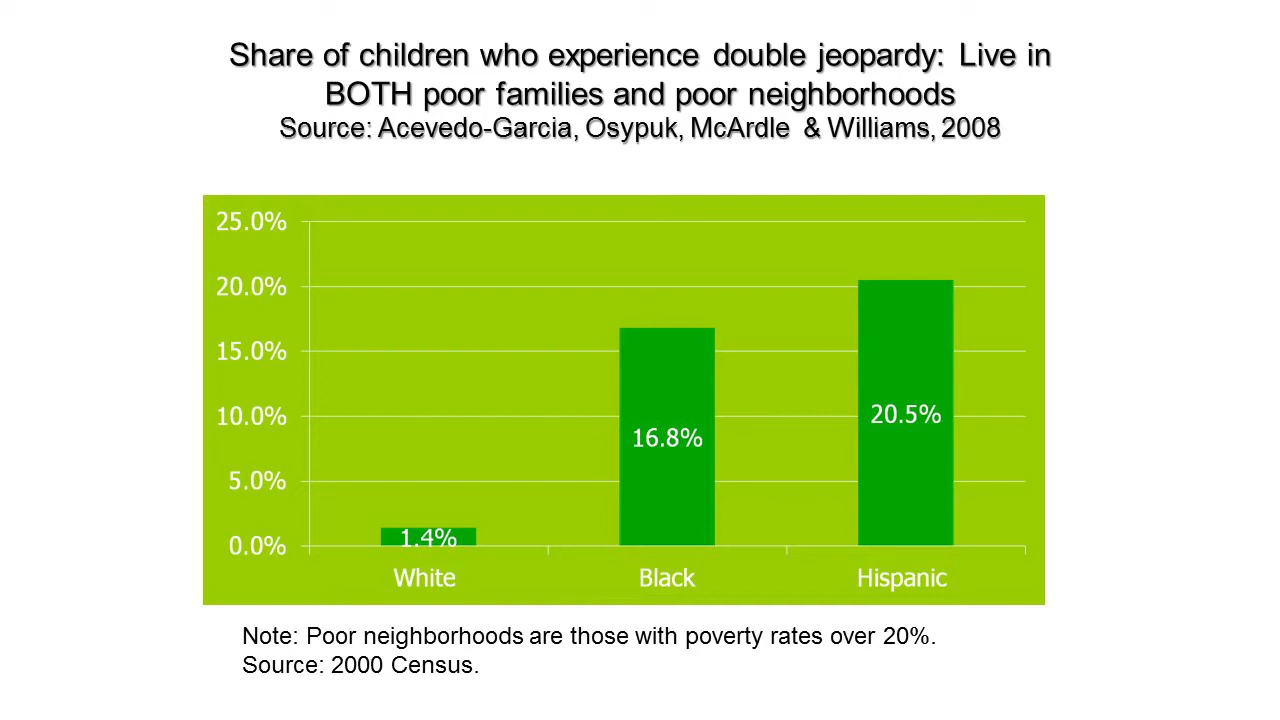 Share of children who experience double jeopardy: Live in
BOTH poor families and poor neighborhoods
Source: Acevedo-Garcia, Osypuk, McArdle & Williams, 2008
25.0%
20.0%
15.0%
10.0%
5.0%
0.0%
1.4%
16.8%
20.5%
White
Black
Hispanic
Note: Poor neighborhoods are those with poverty rates over 20%.
Source: 2000 Census.